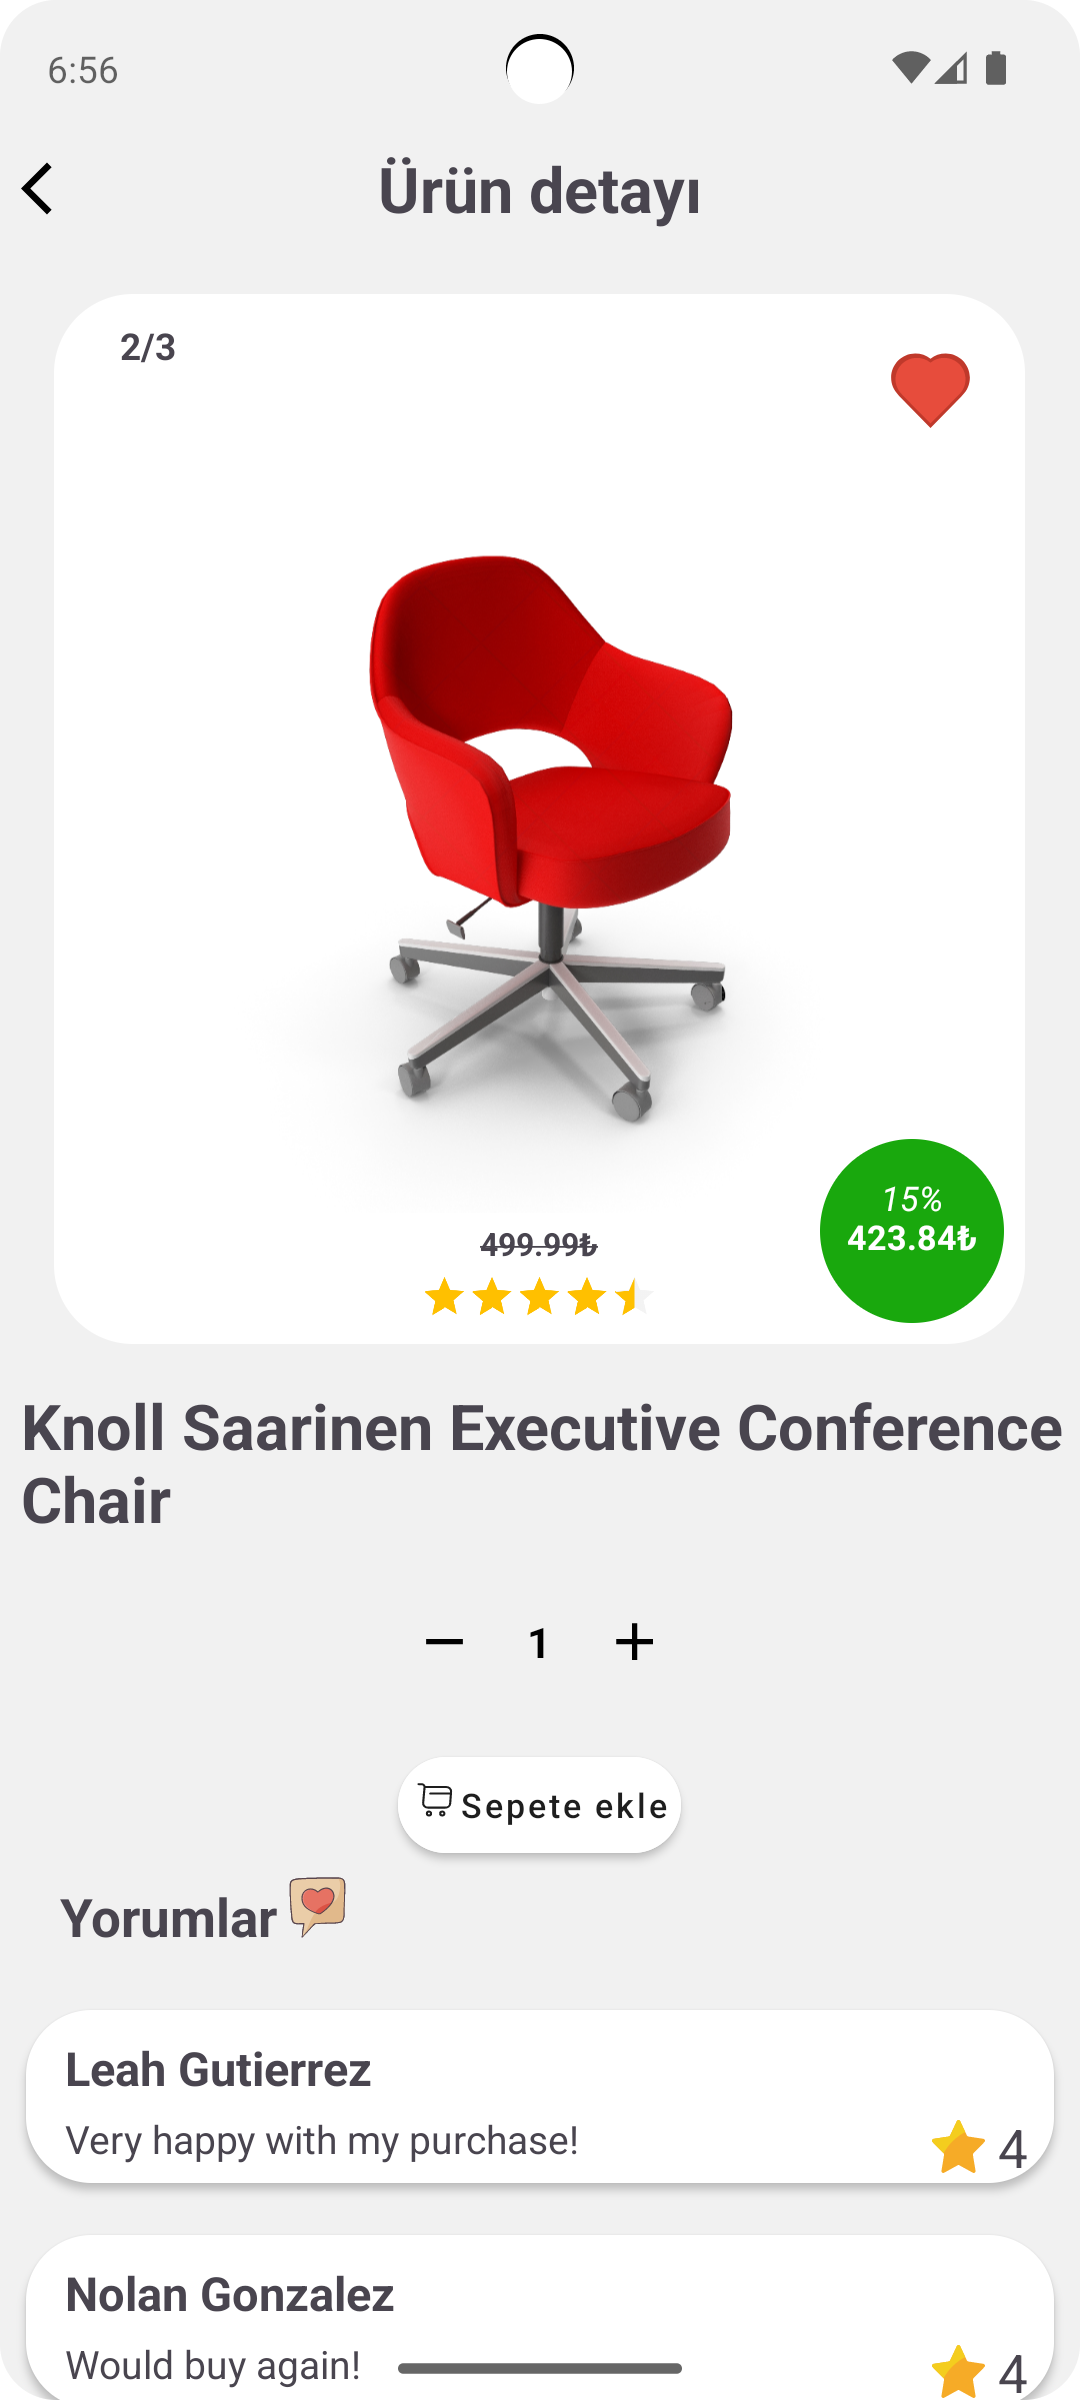 6:56
Ürün detayı
2/3
15%
423.84₺
499.99₺
Knoll Saarinen Executive Conference
Chair
1
Sepete ekle
Yorumlar
Leah Gutierrez
Very happy with my purchase!
4
Nolan Gonzalez
Would buy again!
4